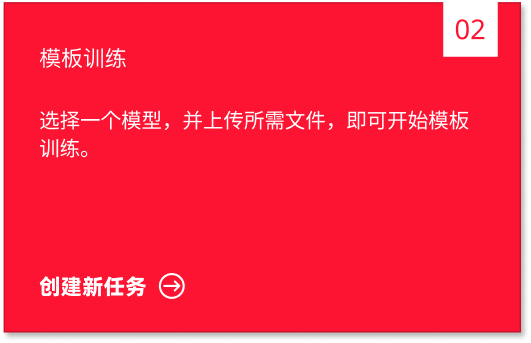 02
模板训练
选择一个模型，并上传所需文件，即可开始模板
训练。
创建新任务